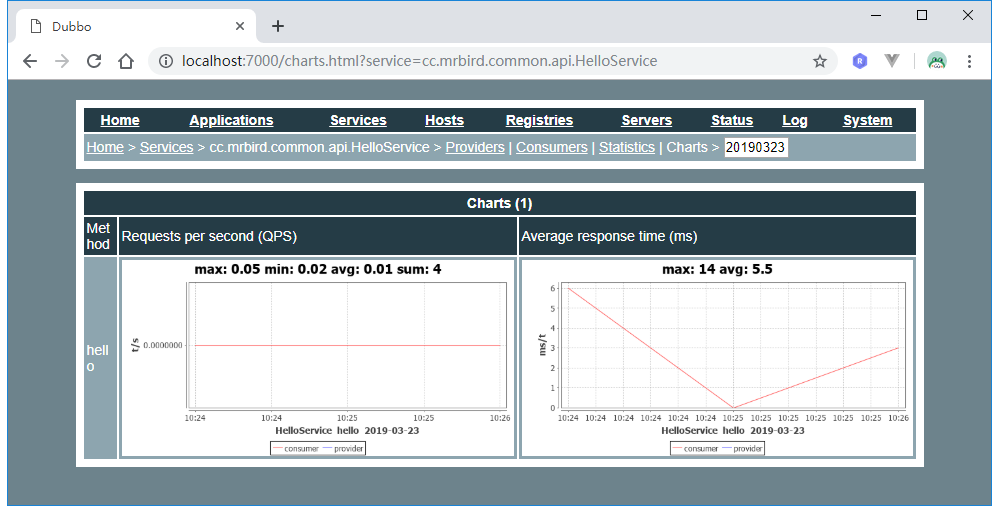 Dubbo
localhost:7000/charts.html?service=cc.mrbird.common.api.HelloService
Home Applications Services Hosts Registries Servers Status Log System
Home > Services > cc.mrbird.common.api.HelloService > Providers | Consumers | Statistics | Charts > 20190323
Charts (1)
Met
hod
Requests per second (QPS)
Average response time (ms)
hell
o
max: 0.05 min: 0.02 avg: 0.01 sum: 4
t/s
0.0000000
10:24 10:24 10:25 10:25 10:26
HelloService hello 2019-03-23
consumer provider
max: 14 avg: 5.5
ms/t
6
5
4
3
2
1
0
10:24 10:24 10:24 10:24 10:24 10:24 10:25 10:25 10:25 10:25 10:25 10:25 10:26
HelloService hello 2019-03-23
consumer provider